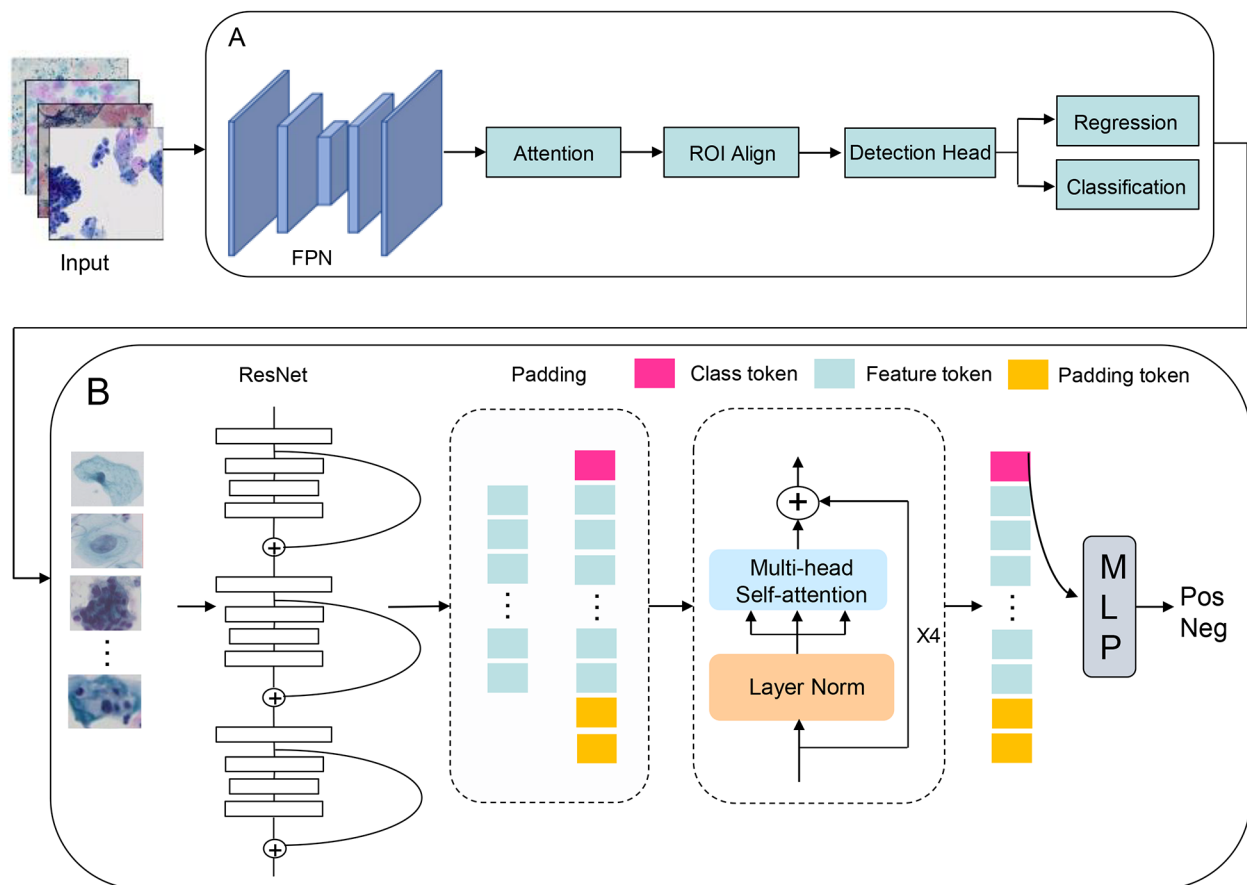 A
Input
FPN
Attention
ROI Align
Detection Head
Regression
Classification
B
ResNet
Padding
Class token
Feature token
Padding token
Multi-head
Self-attention
Layer Norm
X4
M
L
P
Pos
Neg